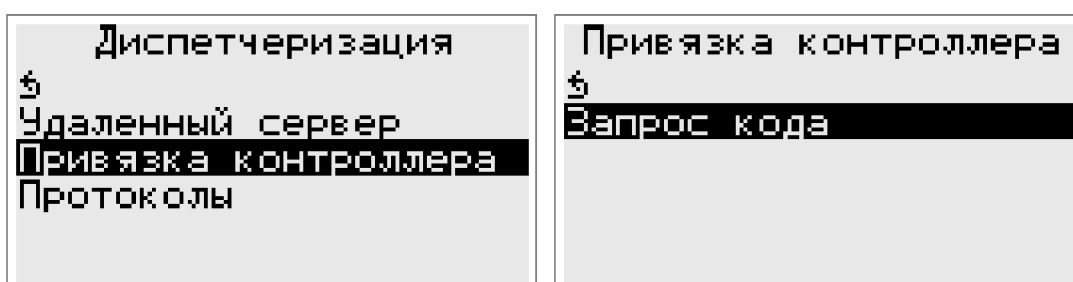 Диспетчеризация
Удаленный сервер
Привязка контроллера
Протоколы
Привязка контроллера
Запрос кода